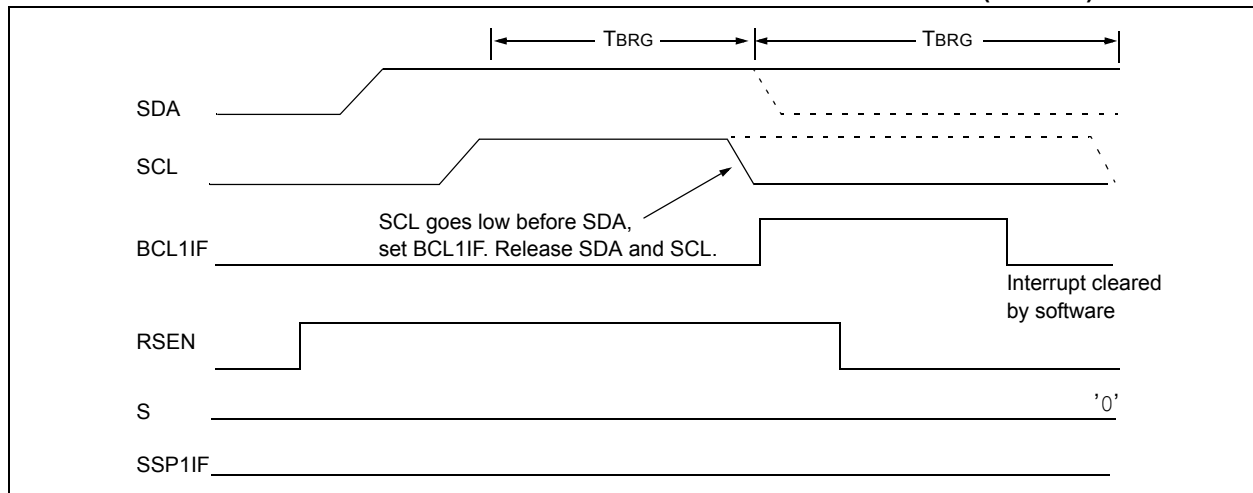 TBRG
TBRG
SDA
SCL
SCL goes low before SDA,
set BCL1IF. Release SDA and SCL.
BCL1IF
Interrupt cleared
by software
RSEN
S
'0'
SSP1IF